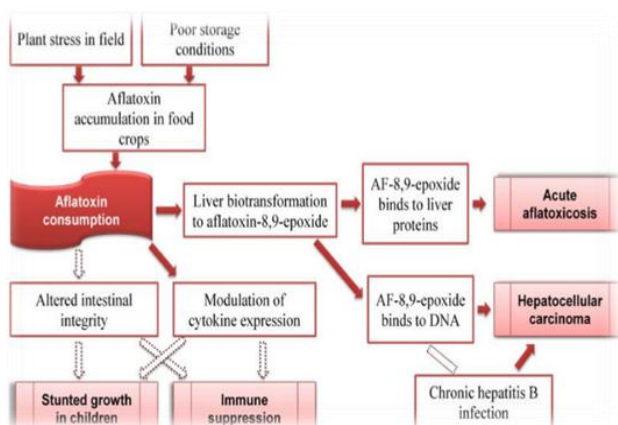 Plant stress in field
Poor storage
conditions
Aflatoxin
accumulation in food
crops
Aflatoxin
consumption
Liver biotransformation
to aflatoxin-8,9-epoxide
AF-8,9-epoxide
binds to liver
proteins
Acute
aflatoxicosis
Altered intestinal
integrity
Modulation of
cytokine expression
AF-8,9-epoxide
binds to DNA
Hepatocellular
carcinoma
Stunted growth
in children
Immune
suppression
Chronic hepatitis B
infection